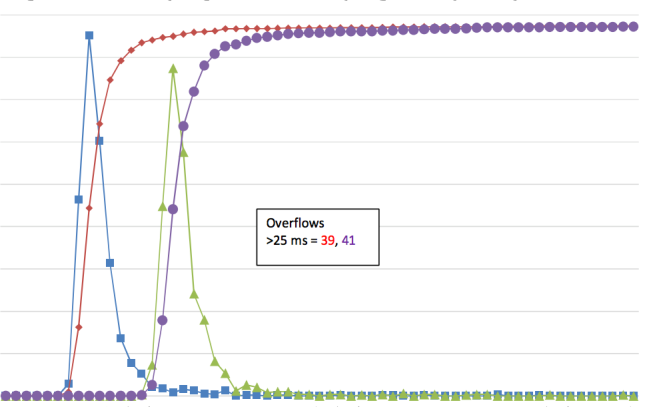 Overflows
>25 ms = 39, 41